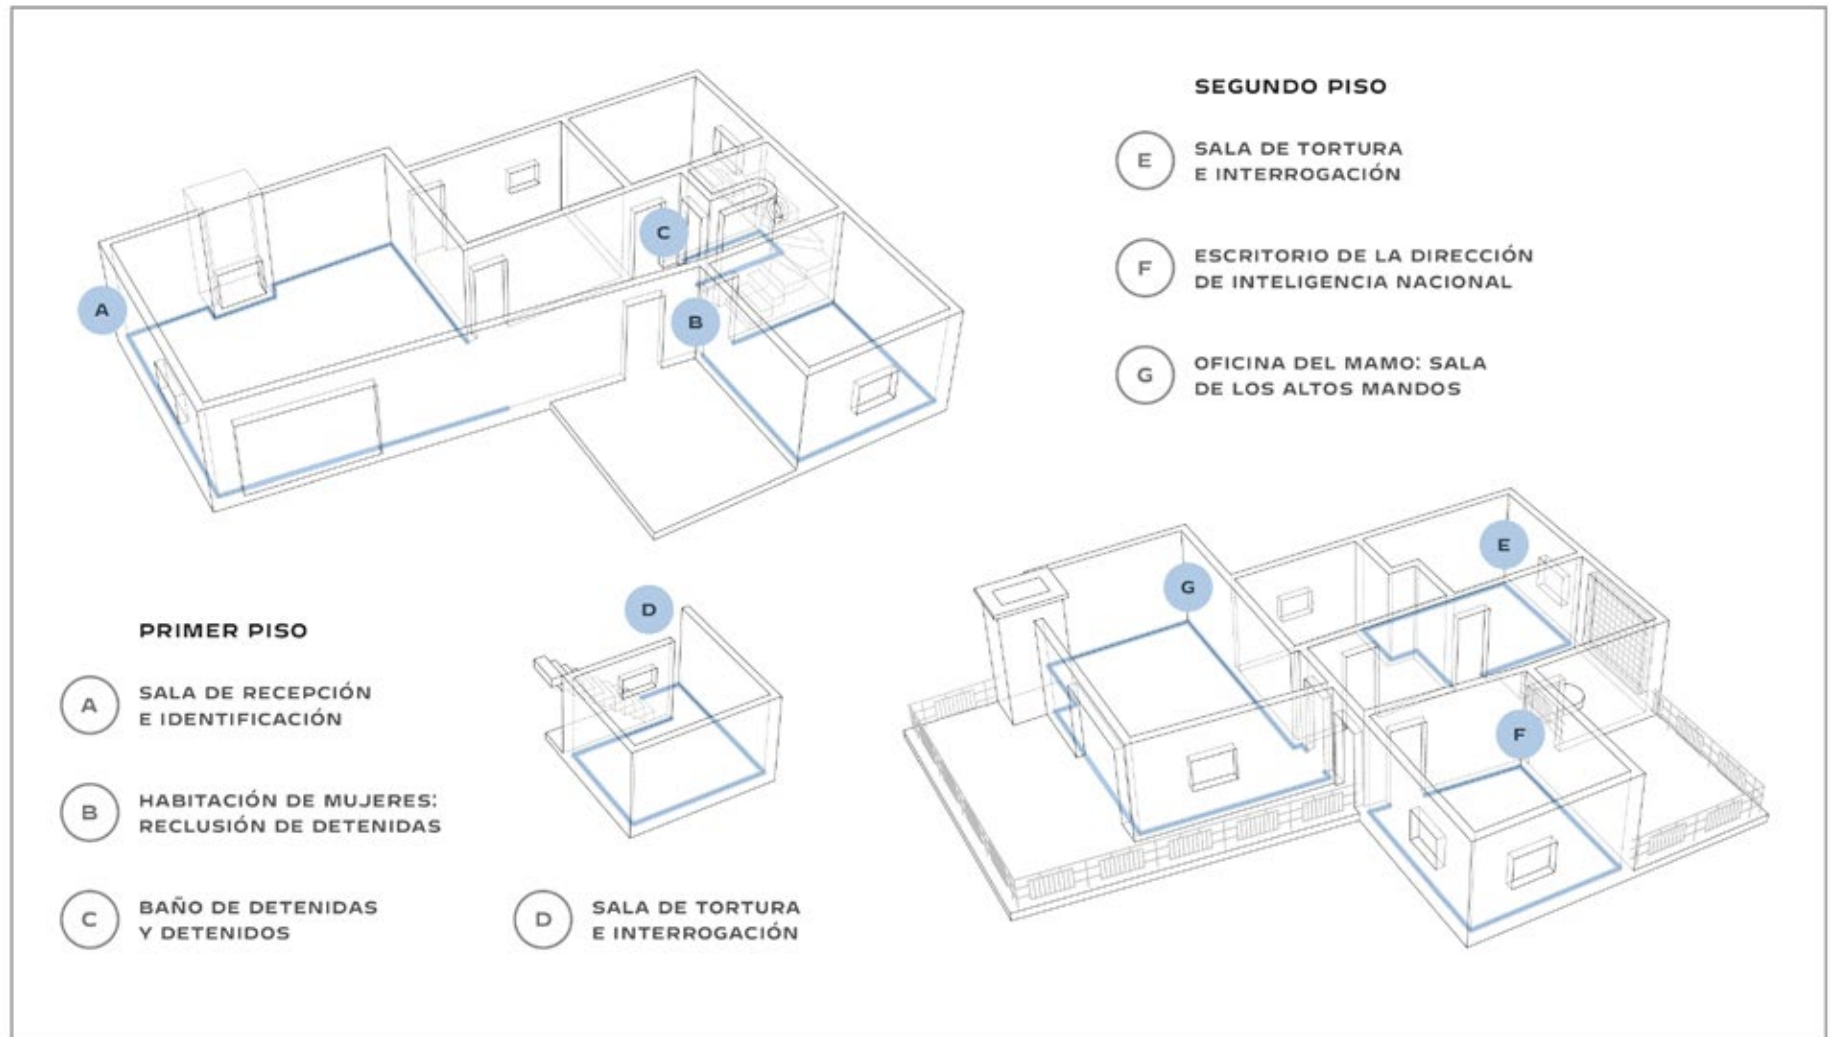 SEGUNDO PISO
E
SALA DE TORTURA
E INTERROGACIÓN
F
ESCRITORIO DE LA DIRECCIÓN
DE INTELIGENCIA NACIONAL
G
OFICINA DEL MAMO: SALA
DE LOS ALTOS MANDOS
A
B
C
D
E
F
G
PRIMER PISO
A
SALA DE RECEPCIÓN
E IDENTIFICACIÓN
B
HABITACIÓN DE MUJERES:
RECLUSIÓN DE DETENIDAS
C
BAÑO DE DETENIDAS
Y DETENIDOS
D
SALA DE TORTURA
E INTERROGACIÓN